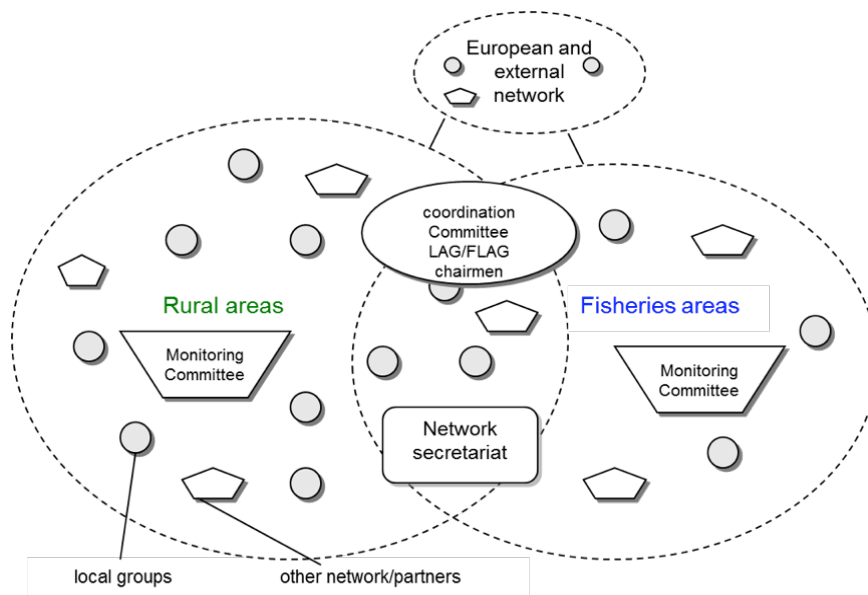 European and
external
network
coordination
Committee
LAG/FLAG
chairmen
Rural areas
Fisheries areas
Monitoring
Committee
Monitoring
Committee
Network
secretariat
local groups
other network/partners